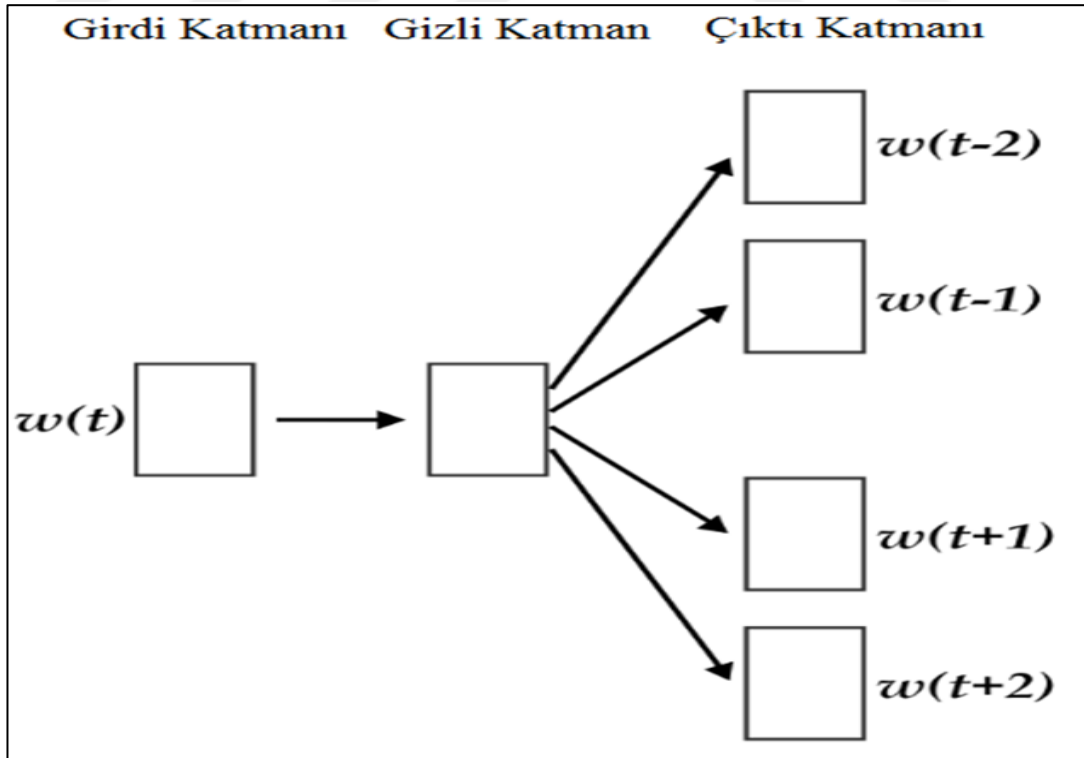 Girdi Katmanı Gizli Katman Çıktı Katmanı
w(t-2)
w(t-1)
w(t)
w(t+1)
w(t+2)